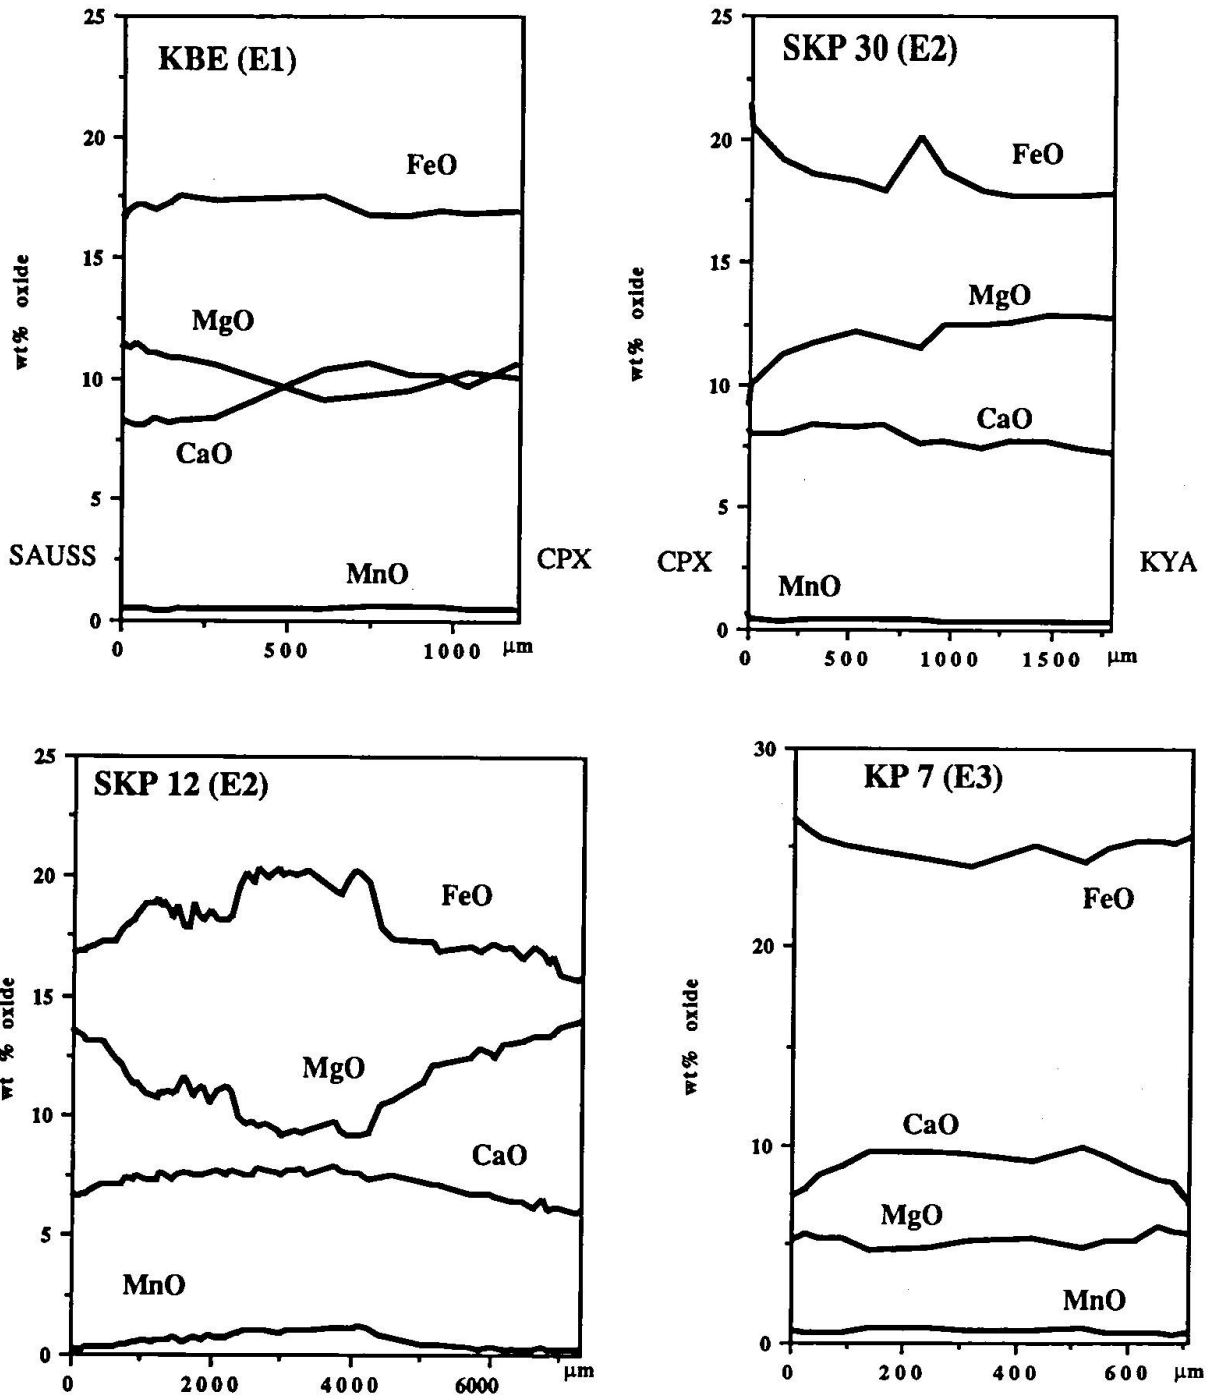 KBE (E1)
25
20
15
10
5
0
wt% oxide
FeO
MgO
CaO
MnO
SAUSS
CPX
0 500 1000 µm
SKP 30 (E2)
25
20
15
10
5
0
wt% oxide
FeO
MgO
CaO
MnO
CPX
KYA
0 500 1000 1500 µm
SKP 12 (E2)
25
20
15
10
5
0
wt % oxide
FeO
MgO
CaO
MnO
0 2000 4000 6000 µm
KP 7 (E3)
30
20
10
0
wt% oxide
FeO
CaO
MgO
MnO
0 200 400 600 µm